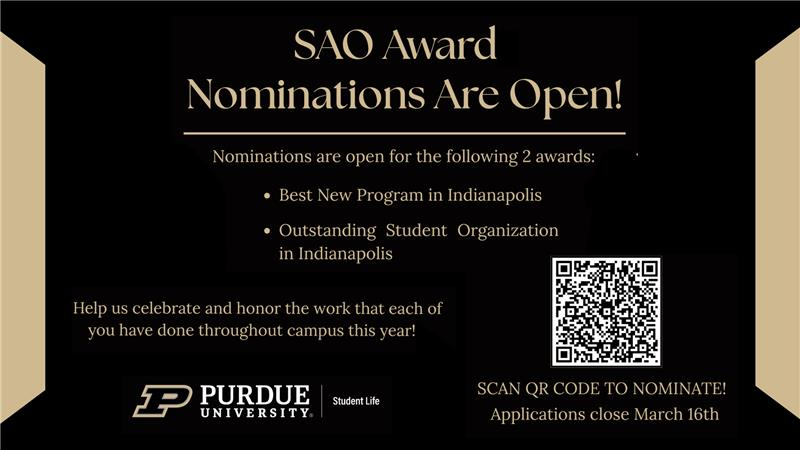 SAO Award
Nominations Are Open!
Nominations are open for the following 2 awards:
• Best New Program in Indianapolis
• Outstanding Student Organization
in Indianapolis
Help us celebrate and honor the work that each of
you have done throughout campus this year!
SCAN QR CODE TO NOMINATE!
Applications close March 16th
P PURDUE
UNIVERSITY®
Student Life